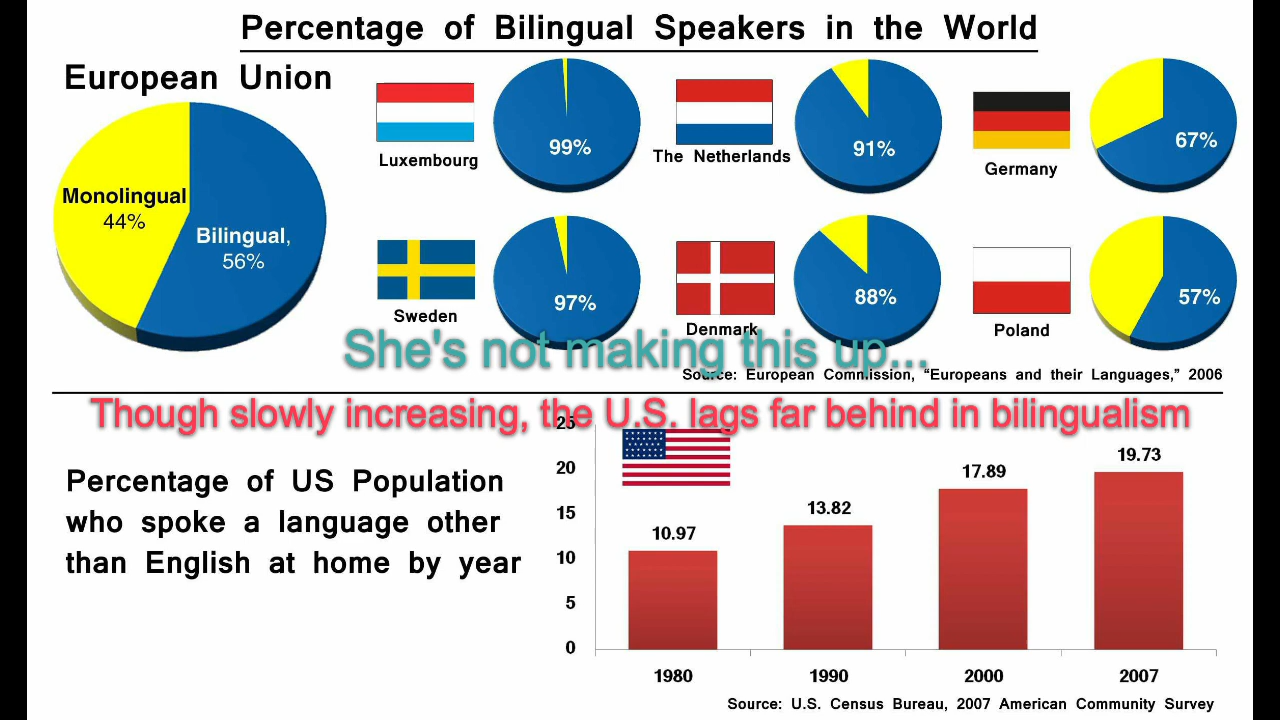 Percentage of Bilingual Speakers in the World
European Union
Monolingual
44%
Bilingual,
56%
Luxembourg
99%
The Netherlands
91%
Germany
67%
Sweden
97%
Denmark
88%
Poland
57%
She's not making this up...
Source: European Commission, “Europeans and their Languages,” 2006
Though slowly increasing, the U.S. lags far behind in bilingualism
Percentage of US Population
who spoke a language other
than English at home by year
25
20
15
10
5
0
10.97
13.82
17.89
19.73
1980
1990
2000
2007
Source: U.S. Census Bureau, 2007 American Community Survey